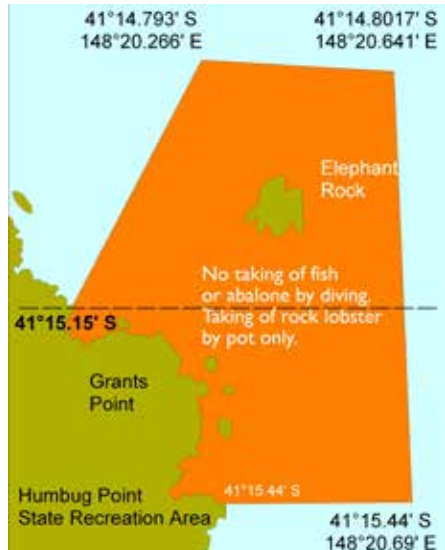 41°14.793' S
148°20.266' E
41°14.8017' S
148°20.641' E
Elephant
Rock
No taking of fish
or abalone by diving.
Taking of rock lobster
by pot only.
41°15.15' S
Grants
Point
41°15.44' S
Humbug Point
State Recreation Area
41°15.44' S
148°20.69' E